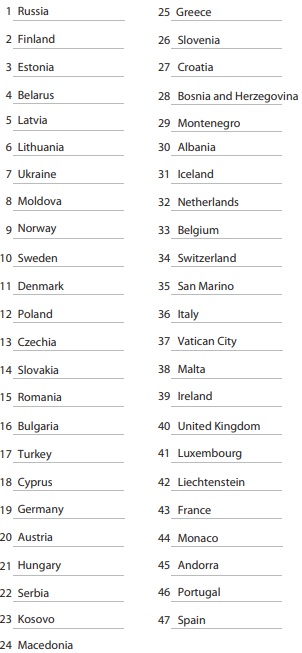 1 Russia
2 Finland
3 Estonia
4 Belarus
5 Latvia
6 Lithuania
7 Ukraine
8 Moldova
9 Norway
10 Sweden
11 Denmark
12 Poland
13 Czechia
14 Slovakia
15 Romania
16 Bulgaria
17 Turkey
18 Cyprus
19 Germany
20 Austria
21 Hungary
22 Serbia
23 Kosovo
24 Macedonia
25 Greece
26 Slovenia
27 Croatia
28 Bosnia and Herzegovina
29 Montenegro
30 Albania
31 Iceland
32 Netherlands
33 Belgium
34 Switzerland
35 San Marino
36 Italy
37 Vatican City
38 Malta
39 Ireland
40 United Kingdom
41 Luxembourg
42 Liechtenstein
43 France
44 Monaco
45 Andorra
46 Portugal
47 Spain